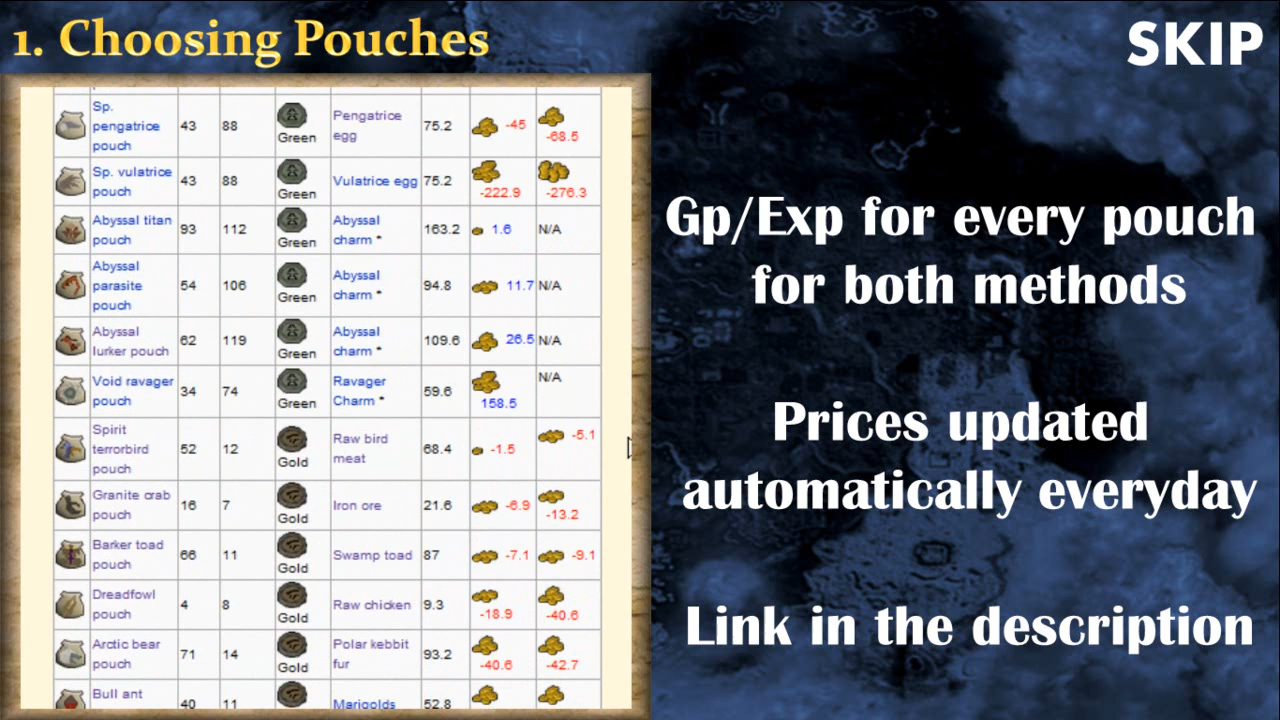 1. Choosing Pouches
SKIP
Sp. pengatrice pouch 43 88 Green Pengatrice egg 75.2 -45 -68.5
Sp. vulatrice pouch 43 88 Green Vulatrice egg 75.2 -222.9 -276.3
Abyssal titan pouch 93 112 Green Abyssal charm * 163.2 1.6 N/A
Abyssal parasite pouch 54 106 Green Abyssal charm * 94.8 11.7 N/A
Abyssal lurker pouch 62 119 Green Abyssal charm * 109.6 26.5 N/A
Void ravager pouch 34 74 Green Ravager Charm * 59.6 158.5 N/A
Spirit terrorbird pouch 52 12 Gold Raw bird meat 68.4 -1.5 -5.1
Granite crab pouch 16 7 Gold Iron ore 21.6 -6.9 -13.2
Barker toad pouch 66 11 Gold Swamp toad 87 -7.1 -9.1
Dreadfowl pouch 4 8 Gold Raw chicken 9.3 -18.9 -40.6
Arctic bear pouch 71 14 Gold Polar kebbit fur 93.2 -40.6 -42.7
Bull ant 40 11 Marigolds 52.8
Gp/Exp for every pouch
for both methods
Prices updated
automatically everyday
Link in the description